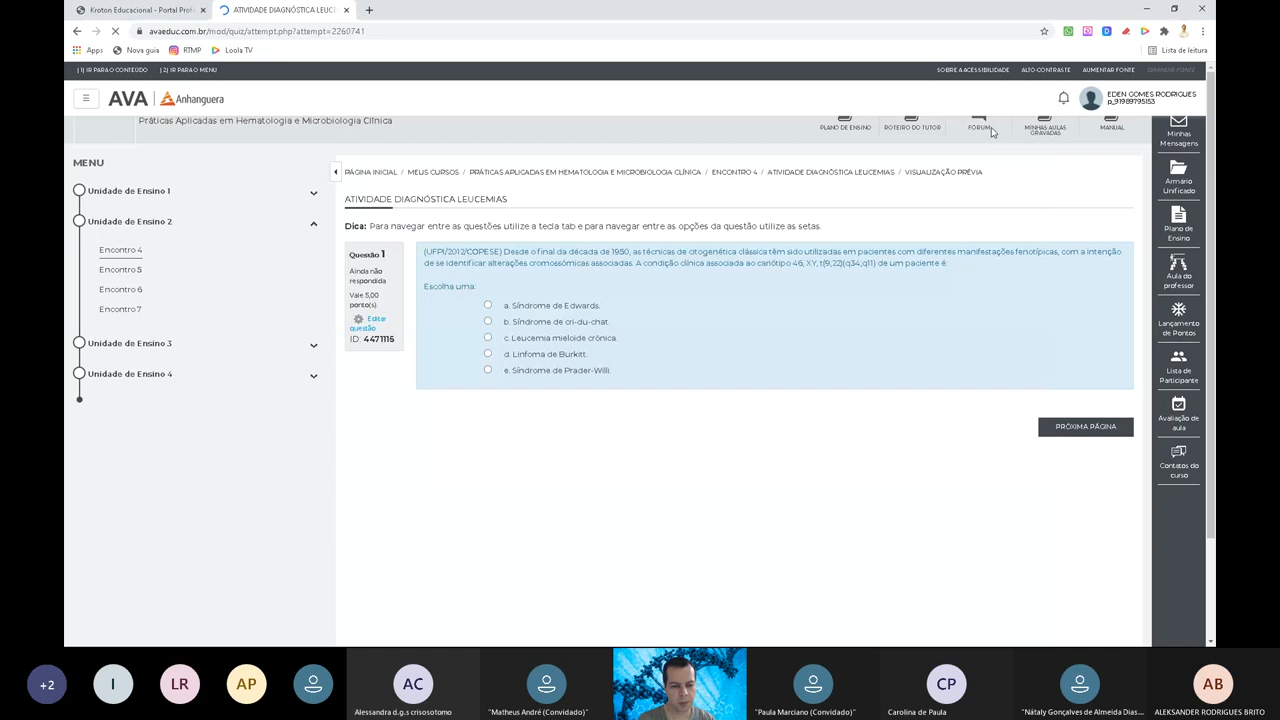 Kroton Educacional - Portal Prof
ATIVIDADE DIAGNÓSTICA LEUCE
avaeduc.com.br/mod/quiz/attempt.php?attempt=2260741
Apps
Nova guia
RTMP
Loola TV
Lista de leitura
[1] IR PARA O CONTEÚDO
[2] IR PARA O MENU
SOBRE A ACESSIBILIDADE
ALTO CONTRASTE
AUMENTAR FONTE
DIMINUIR FONTE
AVA
Anhanguera
EDEN GOMES RODRIGUES
p_91989795153
Práticas Aplicadas em Hematologia e Microbiologia Clínica
PLANO DE ENSINO
ROTEIRO DO TUTOR
FÓRUM
MINHAS AULAS
GRAVADAS
MANUAL
MENU
Unidade de Ensino 1
Unidade de Ensino 2
Encontro 4
Encontro 5
Encontro 6
Encontro 7
Unidade de Ensino 3
Unidade de Ensino 4
PÁGINA INICIAL / MEUS CURSOS / PRÁTICAS APLICADAS EM HEMATOLOGIA E MICROBIOLOGIA CLÍNICA / ENCONTRO 4 / ATIVIDADE DIAGNÓSTICA LEUCEMIAS / VISUALIZAÇÃO PRÉVIA
ATIVIDADE DIAGNÓSTICA LEUCEMIAS
Dica: Para navegar entre as questões utilize a tecla tab e para navegar entre as opções da questão utilize as setas.
Questão 1
Ainda não
respondida
Vale 5,00
ponto(s).
Editar
questão
ID: 4471115
(UFPI/2012/COPESE) Desde o final da década de 1950, as técnicas de citogenética clássica têm sido utilizadas em pacientes com diferentes manifestações fenotípicas, com a intenção
de se identificar alterações cromossômicas associadas. A condição clínica associada ao cariótipo 46, XY, t(9;22)(q34;q11) de um paciente é:
Escolha uma:
a. Síndrome de Edwards.
b. Síndrome de cri-du-chat.
c. Leucemia mieloide crônica.
d. Linfoma de Burkitt.
e. Síndrome de Prader-Willi.
PRÓXIMA PÁGINA
Minhas
Mensagens
Armário
Unificado
Plano de
Ensino
Aula do
professor
Lançamento
de Pontos
Lista de
Participante
Avaliação de
aula
Contatos do
curso
+2
I
LR
AP
AC
Alessandra d.g.s crisosotomo
"Matheus André (Convidado)
"Paula Marciano (Convidado)"
CP
Carolina de Paula
"Nátaly Gonçalves de Almeida Dias...
AB
ALEKSANDER RODRIGUES BRITO